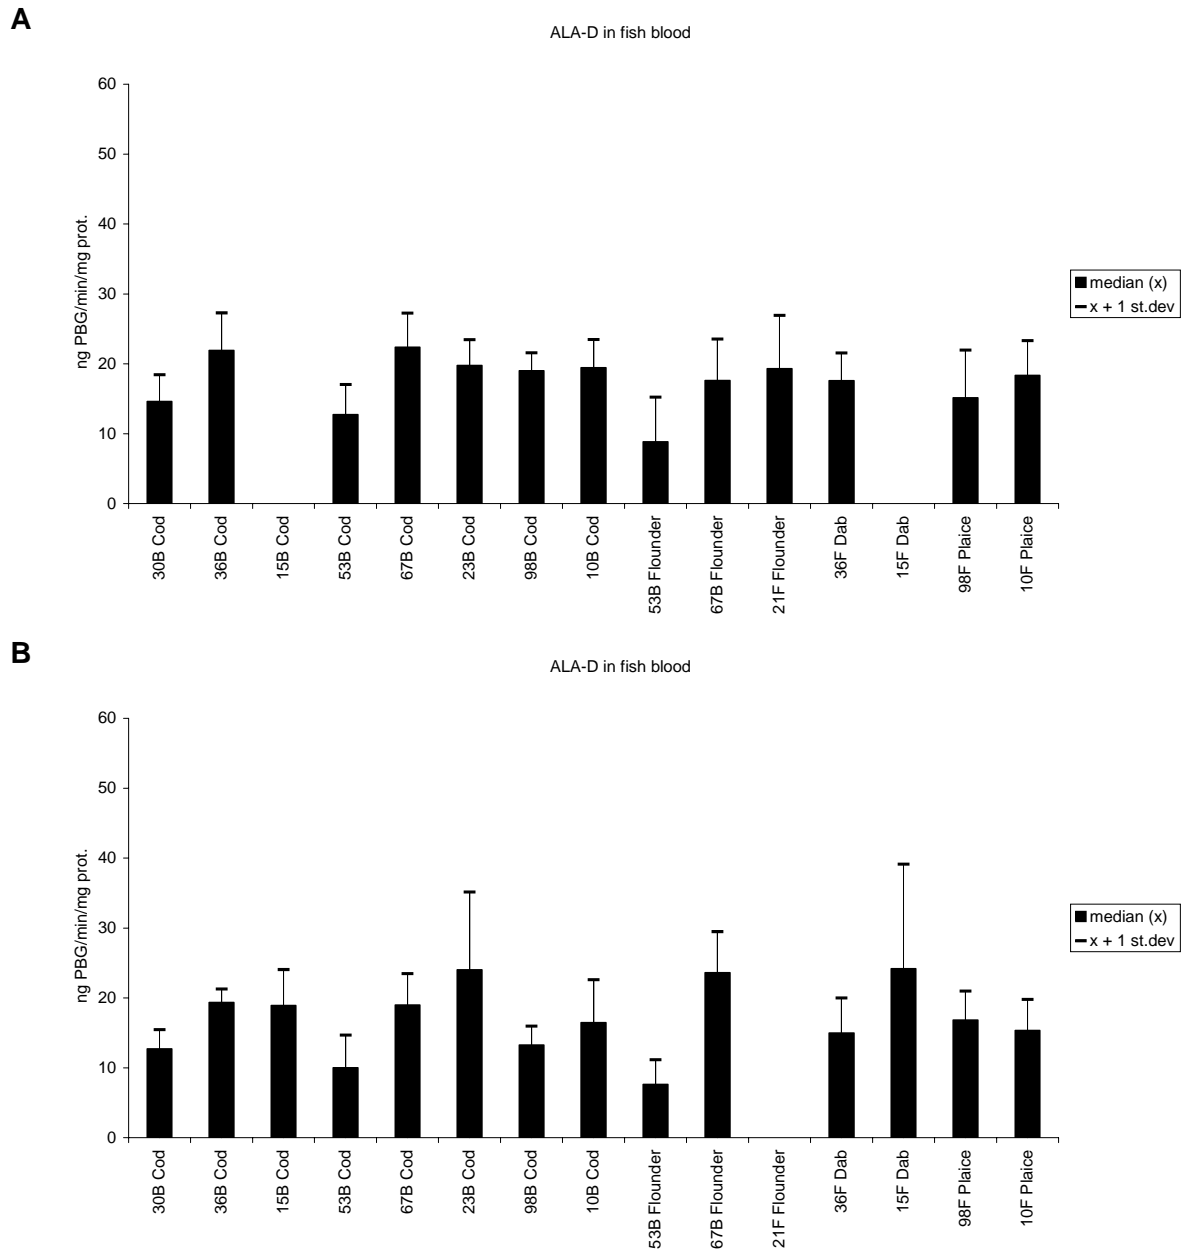 A
ALA-D in fish blood
60
50
40
30
20
10
0
ng PBG/min/mg prot.
median (x)
x + 1 st.dev
30B Cod
36B Cod
15B Cod
53B Cod
67B Cod
23B Cod
98B Cod
10B Cod
53B Flounder
67B Flounder
21F Flounder
36F Dab
15F Dab
98F Plaice
10F Plaice
B
ALA-D in fish blood
60
50
40
30
20
10
0
ng PBG/min/mg prot.
median (x)
x + 1 st.dev
30B Cod
36B Cod
15B Cod
53B Cod
67B Cod
23B Cod
98B Cod
10B Cod
53B Flounder
67B Flounder
21F Flounder
36F Dab
15F Dab
98F Plaice
10F Plaice